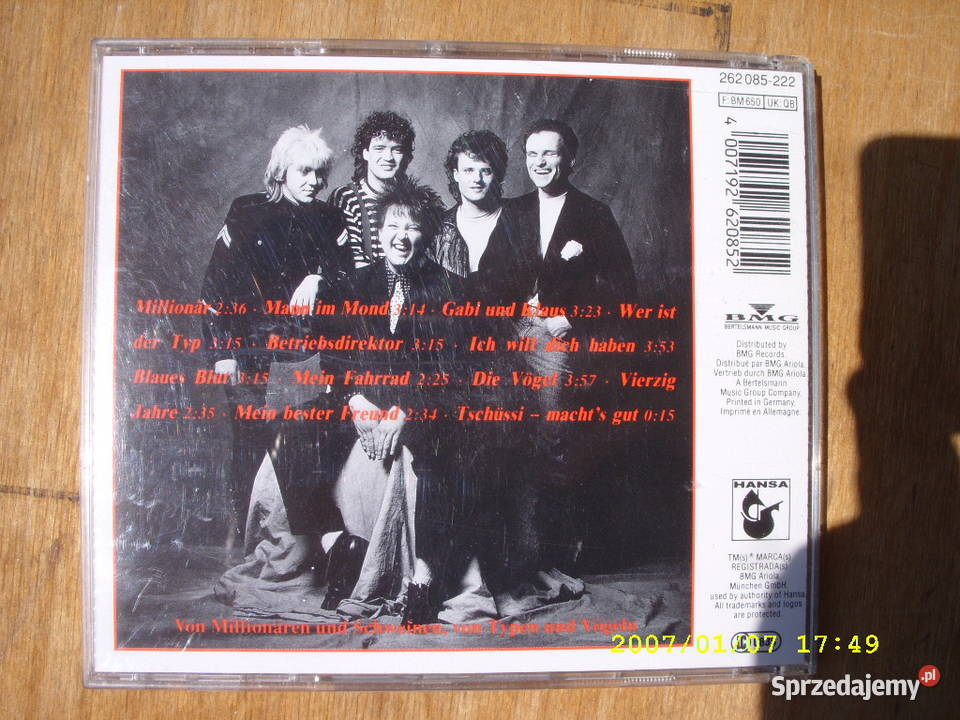 Millionär 2:36 · Mann im Mond 3:14 · Gabi und Klaus 3:23 · Wer ist
der Typ 3:15 · Betriebsdirektor 3:15 · Ich will dich haben 3:53
Blaues Blut 3:15 · Mein Fahrrad 2:25 · Die Vögel 3:57 · Vierzig
Jahre 2:35 · Mein bester Freund 2:34 · Tschüssi – macht's gut 0:15
Von Millionären und Schweinen, von Typen und Vögeln
262 085-222
F: BM 650 UK: QB
4 007192 620852
BMG
BERTELSMANN MUSIC GROUP
Distributed by
BMG Records.
Distribué par BMG Ariola.
Vertrieb durch BMG Ariola.
A Bertelsmann
Music Group Company.
Printed in Germany.
Imprimé en Allemagne.
HANSA
TM(s) ® MARCA(s)
REGISTRADA(s)
BMG Ariola
München GmbH
used by authority of Hansa.
All trademarks and logos
are protected.
2007/01/07 17:49
Sprzedajemy.pl